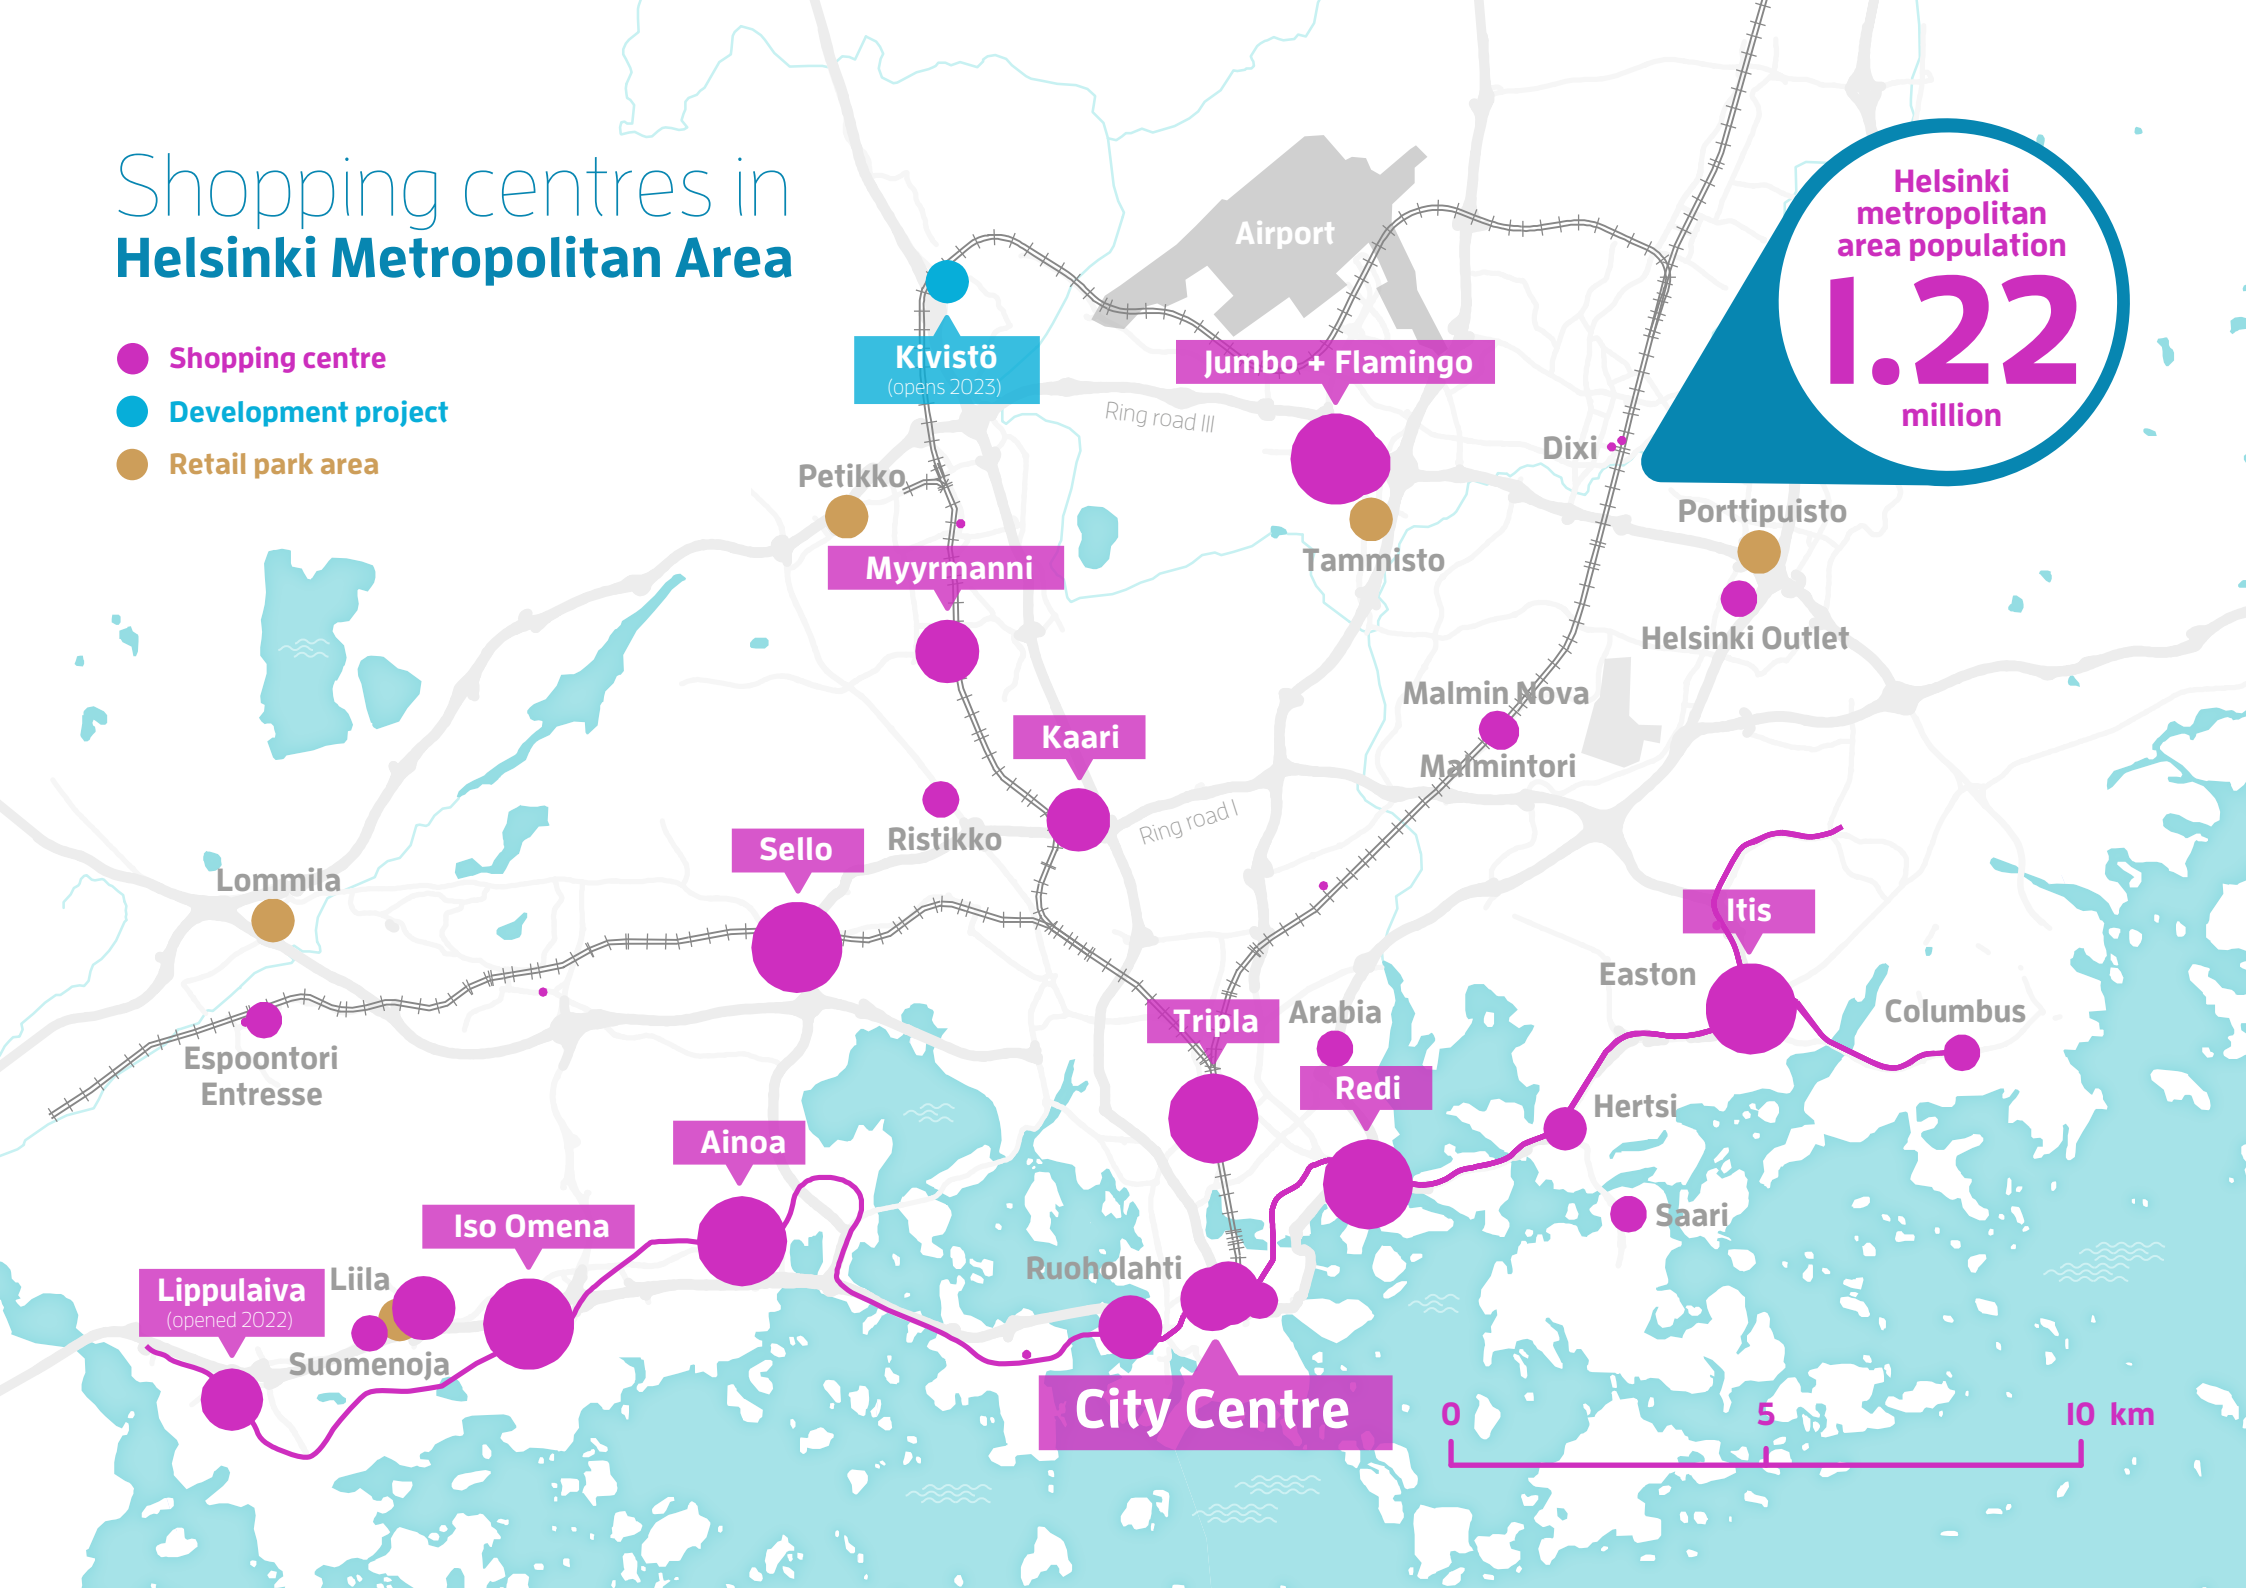 Shopping centres in
Helsinki Metropolitan Area
Shopping centre
Development project
Retail park area
Helsinki
metropolitan
area population
1.22
million
Airport
Kivistö
(opens 2023)
Jumbo + Flamingo
Ring road III
Dixi
Petikko
Porttipuisto
Tammisto
Myyrmanni
Helsinki Outlet
Malmin Nova
Kaari
Malmintori
Ring road I
Ristikko
Sello
Lommila
Itis
Easton
Columbus
Tripla
Arabia
Espoontori
Entresse
Redi
Hertsi
Ainoa
Saari
Iso Omena
Ruoholahti
Liila
Lippulaiva
(opened 2022)
Suomenoja
City Centre
0 5 10 km